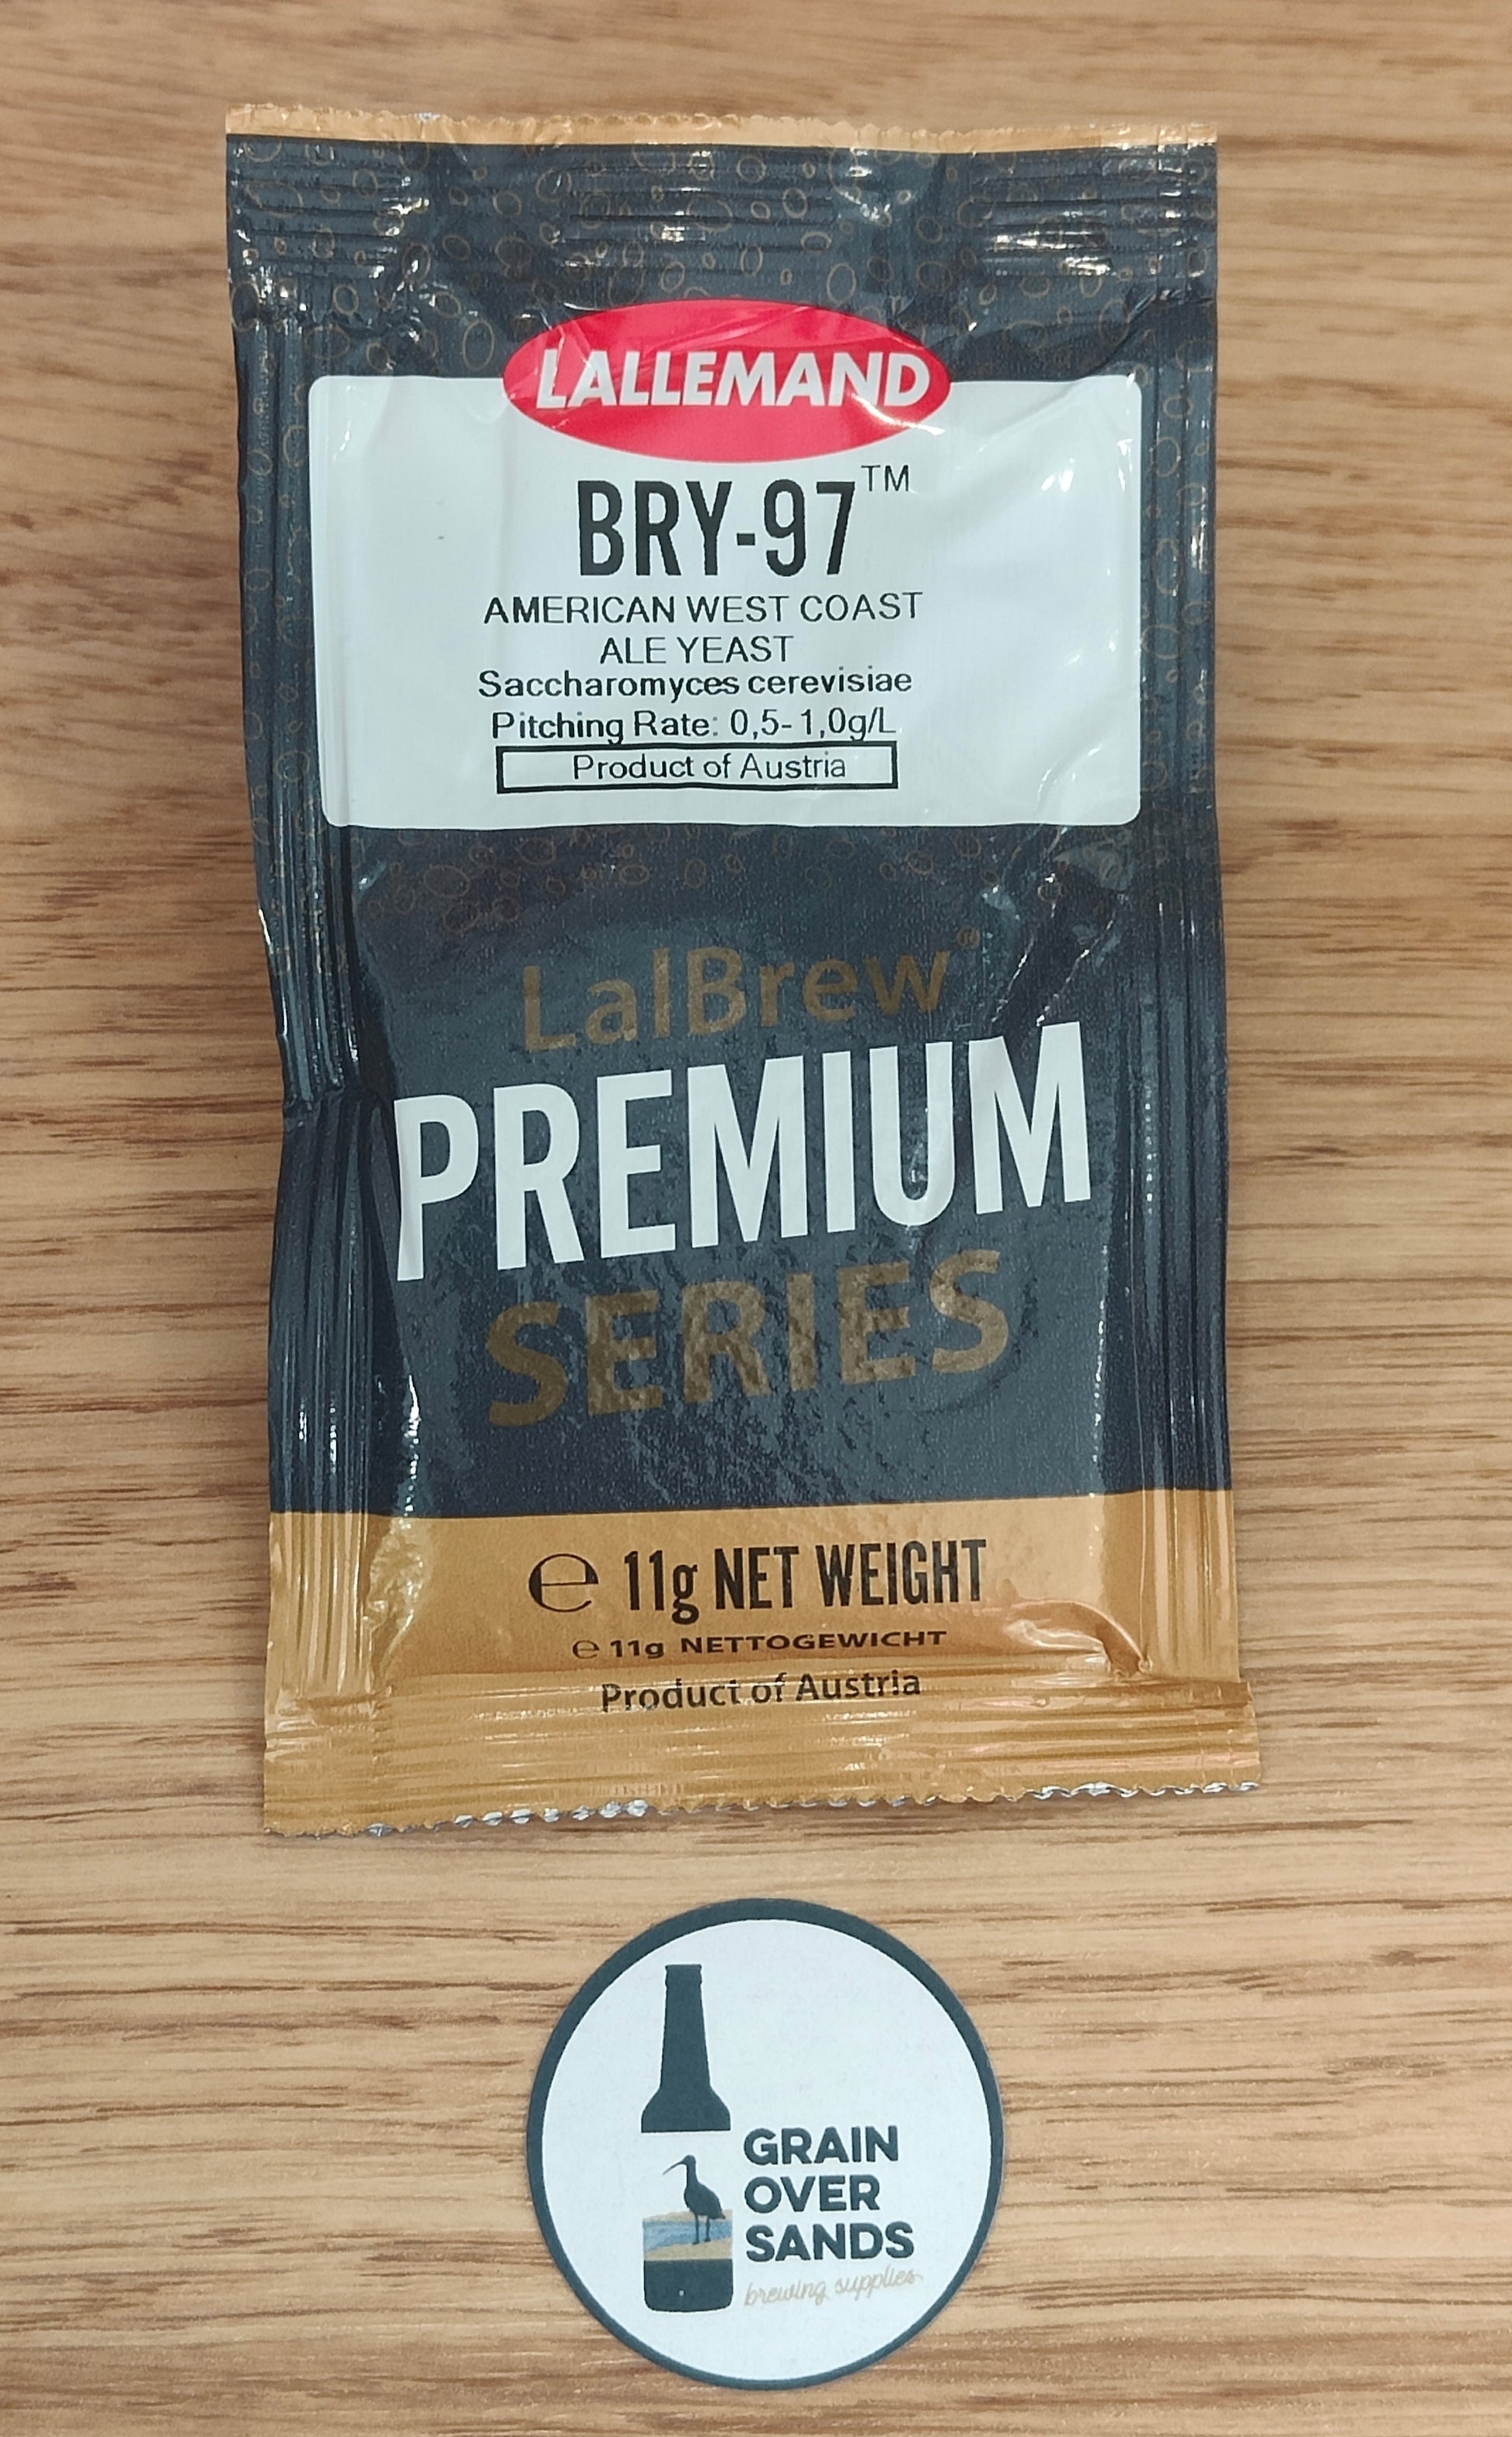 LALLEMAND
BRY-97™
AMERICAN WEST COAST
ALE YEAST
Saccharomyces cerevisiae
Pitching Rate: 0,5-1,0g/L
Product of Austria
LalBrew®
PREMIUM
SERIES
℮ 11g NET WEIGHT
℮ 11g NETTOGEWICHT
Product of Austria
GRAIN
OVER
SANDS
brewing supplies